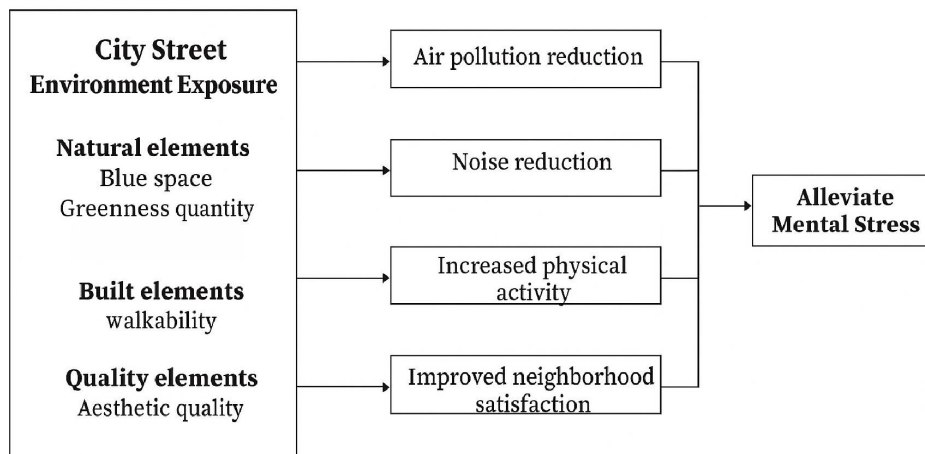 City Street
Environment Exposure
Natural elements
Blue space
Greenness quantity
Built elements
walkability
Quality elements
Aesthetic quality
Air pollution reduction
Noise reduction
Increased physical
activity
Improved neighborhood
satisfaction
Alleviate
Mental Stress